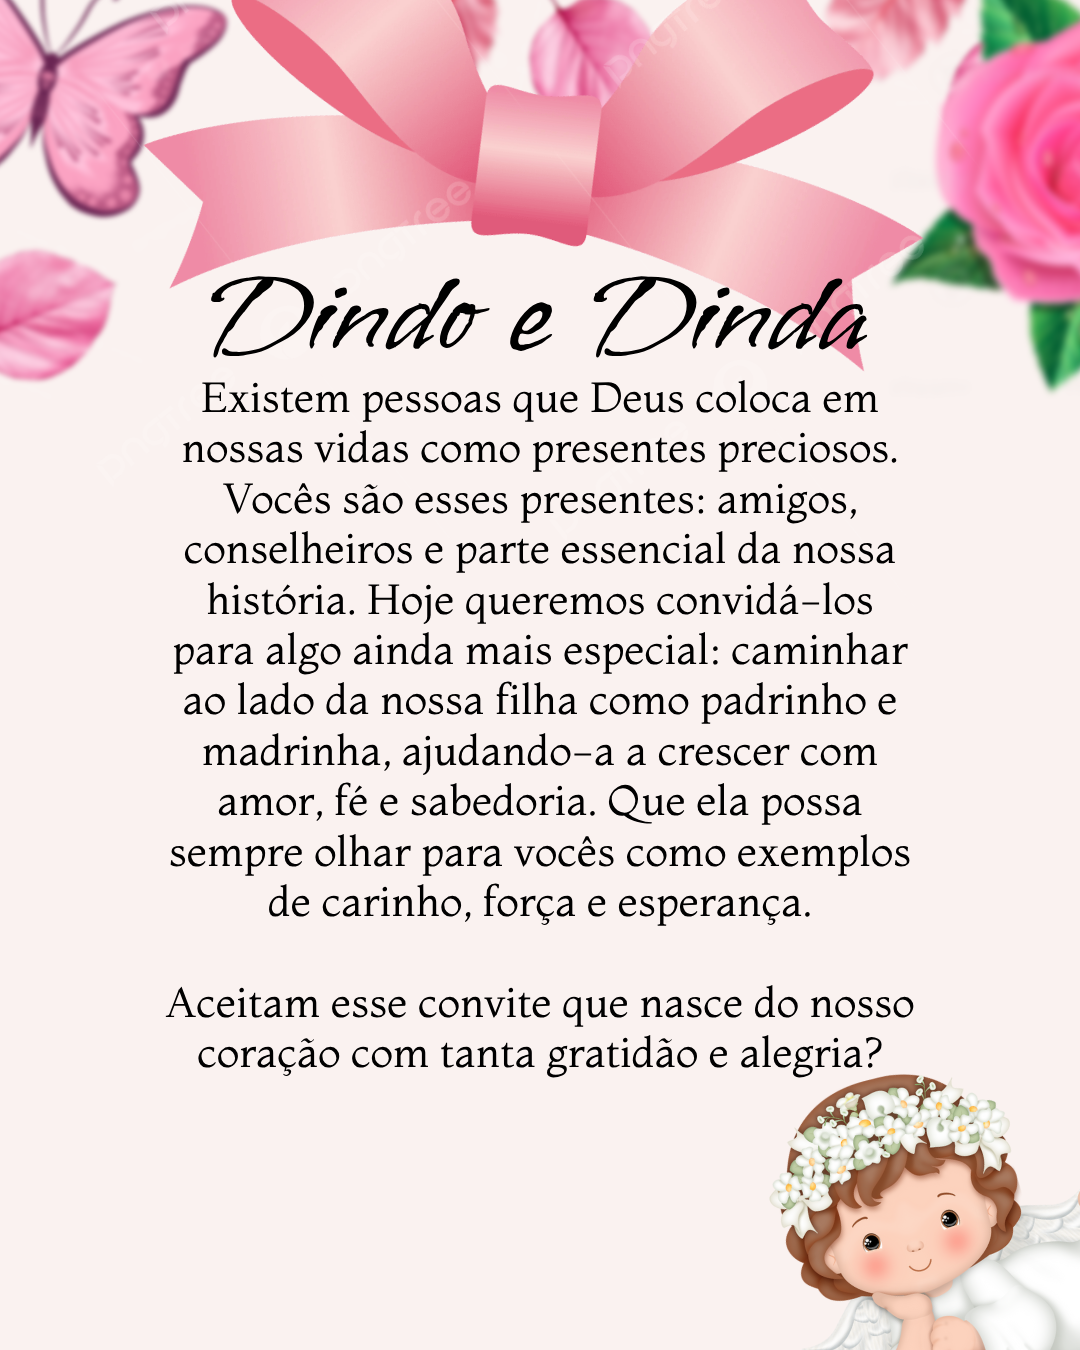 pngtree
Dindo e Dinda
Existem pessoas que Deus coloca em
nossas vidas como presentes preciosos.
Vocês são esses presentes: amigos,
conselheiros e parte essencial da nossa
história. Hoje queremos convidá-los
para algo ainda mais especial: caminhar
ao lado da nossa filha como padrinho e
madrinha, ajudando-a a crescer com
amor, fé e sabedoria. Que ela possa
sempre olhar para vocês como exemplos
de carinho, força e esperança.
Aceitam esse convite que nasce do nosso
coração com tanta gratidão e alegria?